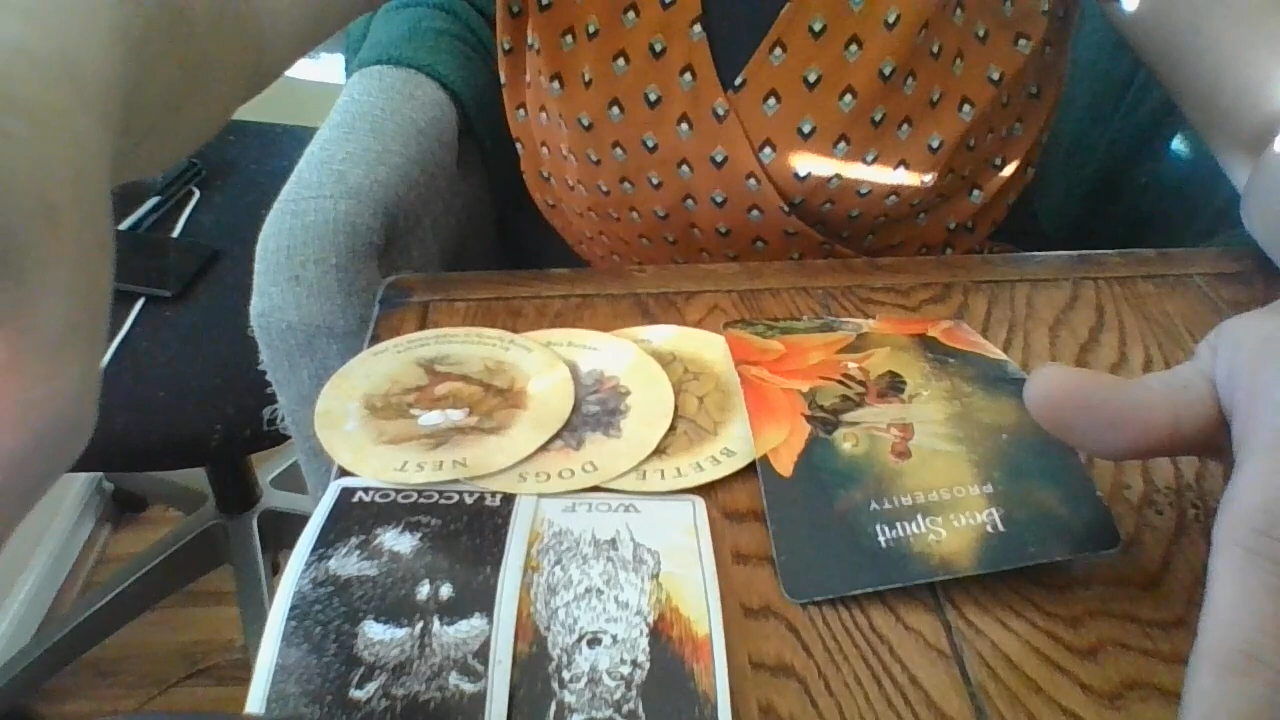 NEST
DOGS
BEETLE
RACCOON
WOLF
Bee Spirit
PROSPERITY